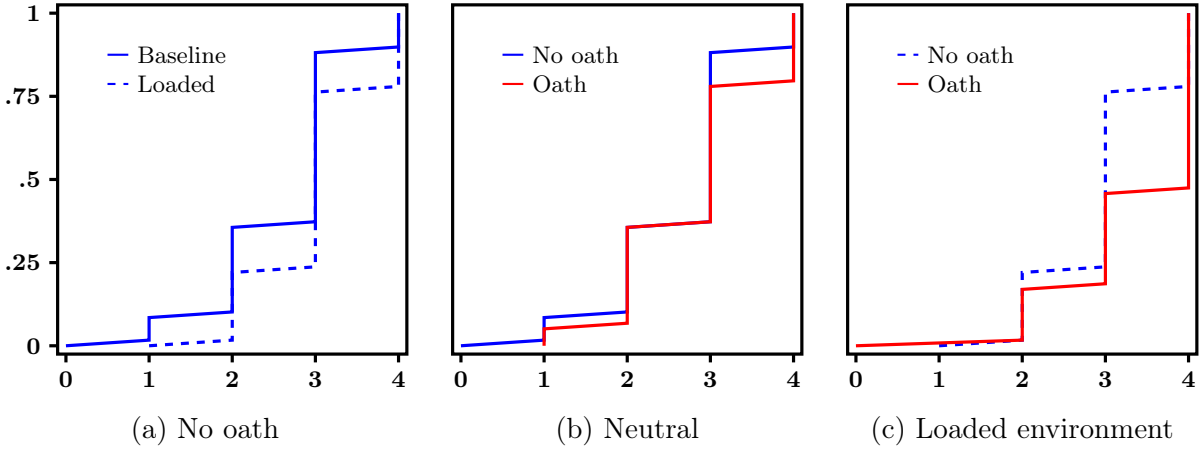 1
.75
.5
.25
0
Baseline
Loaded
0 1 2 3 4
(a) No oath
No oath
Oath
0 1 2 3 4
(b) Neutral
No oath
Oath
0 1 2 3 4
(c) Loaded environment